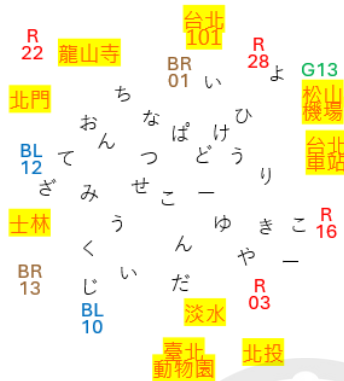 台北
101
R
22
龍山寺
BR
01
い
R
28
よ
G13
松山
機場
北門
ち
お
な
ぱ
け
ひ
ん
BL
12
て
つ
ど
う
台北
車站
ざ
み
せ
こ
ー
り
士林
う
ゆ
き
こ
R
16
く
ん
や
ー
BR
13
じ
い
だ
R
03
BL
10
淡水
臺北
動物園
北投